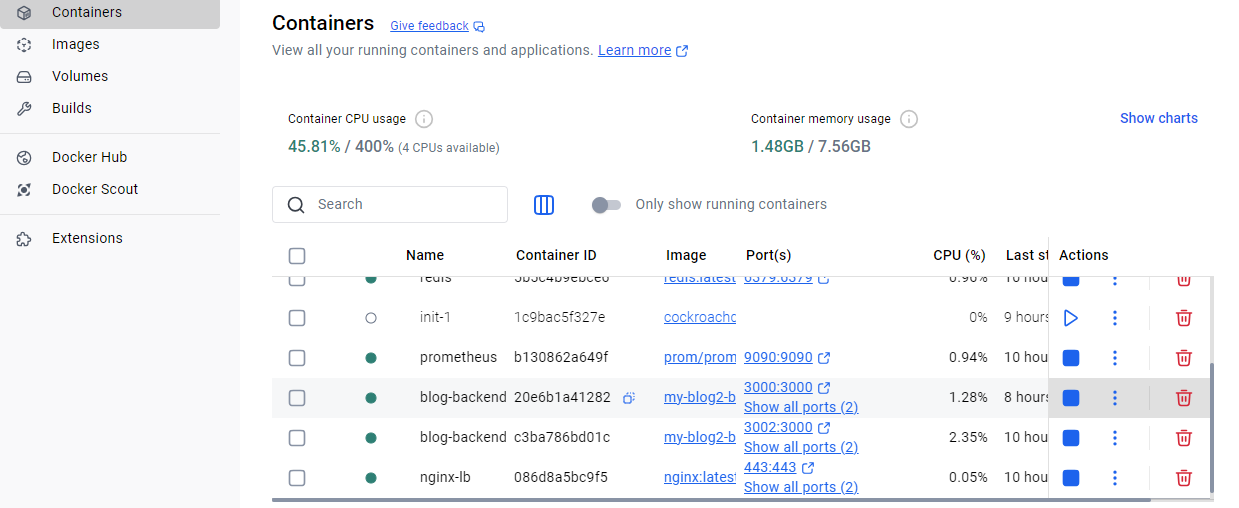 Containers
Images
Volumes
Builds
Docker Hub
Docker Scout
Extensions
Containers Give feedback
View all your running containers and applications. Learn more
Container CPU usage
45.81% / 400% (4 CPUs available)
Container memory usage
1.48GB / 7.56GB
Show charts
Search
Only show running containers
Name Container ID Image Port(s) CPU (%) Last st Actions
redis redis:latest 6379:6379 0.96% 10 hou
init-1 1c9bac5f327e cockroachc 0% 9 hours
prometheus b130862a649f prom/prom 9090:9090 0.94% 10 hou
blog-backend 20e6b1a41282 my-blog2-b 3000:3000 1.28% 8 hours
Show all ports (2)
blog-backend c3ba786bd01c my-blog2-b 3002:3000 2.35% 10 hou
Show all ports (2)
nginx-lb 086d8a5bc9f5 nginx:latest 443:443 0.05% 10 hou
Show all ports (2)